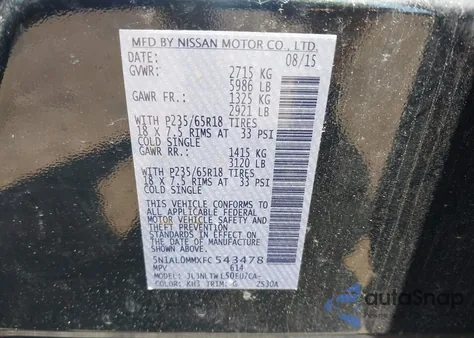 MFD BY NISSAN MOTOR CO., LTD.
DATE: 08/15
GVWR: 2715 KG
5986 LB
GAWR FR.: 1325 KG
2921 LB
WITH P235/65R18 TIRES
18 X 7.5 RIMS AT 33 PSI
COLD SINGLE
GAWR RR.: 1415 KG
3120 LB
WITH P235/65R18 TIRES
18 X 7.5 RIMS AT 33 PSI
COLD SINGLE
THIS VEHICLE CONFORMS TO
ALL APPLICABLE FEDERAL
MOTOR VEHICLE SAFETY
AND THEFT PREVENTION
STANDARDS IN EFFECT ON
THE DATE OF MANUFACTURE
SHOWN ABOVE.
5N1AL0MMXFC543478
MPV 614
MODEL:
COLOR: KH3 TRIM: G 2530A
autoSnap